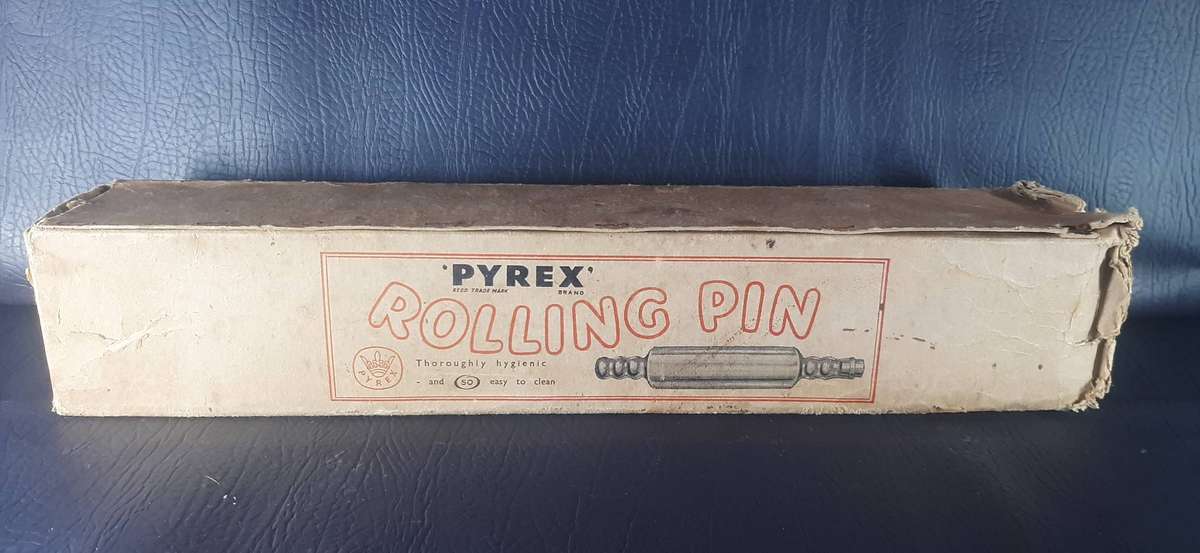 'PYREX'
REGD TRADE MARK BRAND
ROLLING PIN
Thoroughly hygienic
- and SO easy to clean
PYREX